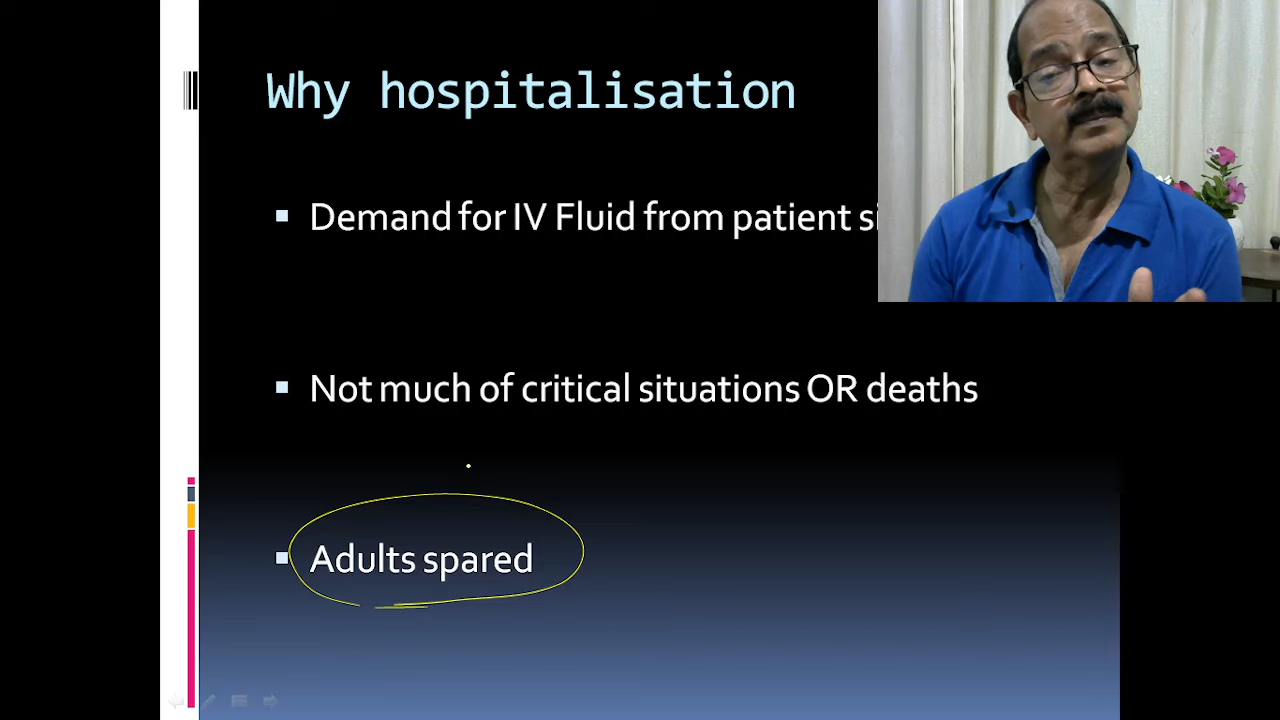 Why hospitalisation
Demand for IV Fluid from patient
Not much of critical situations OR deaths
Adults spared